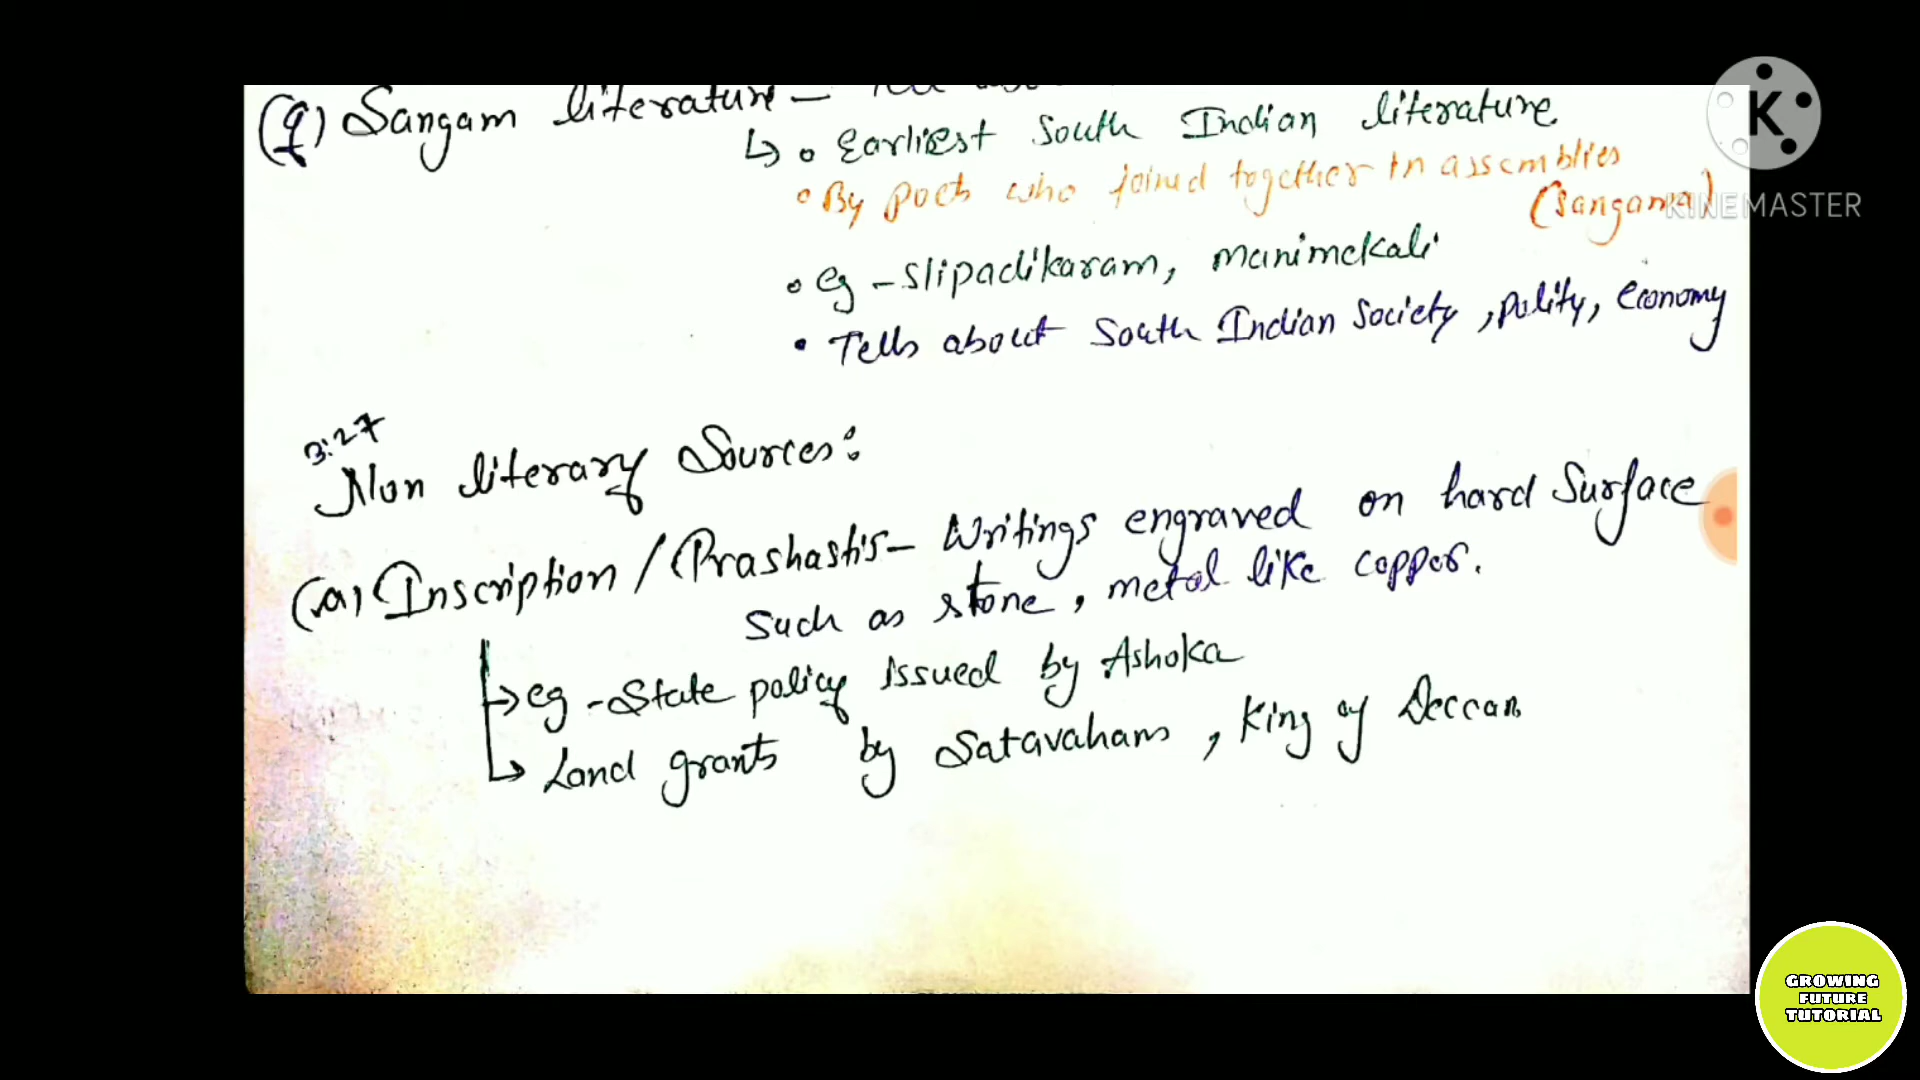 (g) Sangam literature –
↳ • Earliest South Indian literature
• By poets who joined together in assemblies
(Sangama)
• eg – Slipadikaram, manimekali
• Tells about South Indian Society, polity, economy
3:27
Non literary Sources:
(a) Inscription / Prashastis – Writings engraved on hard Surface
Such as stone, metal like copper.
→ eg – State policy issued by Ashoka
→ Land grants by Satavahans, King of Deccan
K
KINEMASTER
GROWING
FUTURE
TUTORIAL